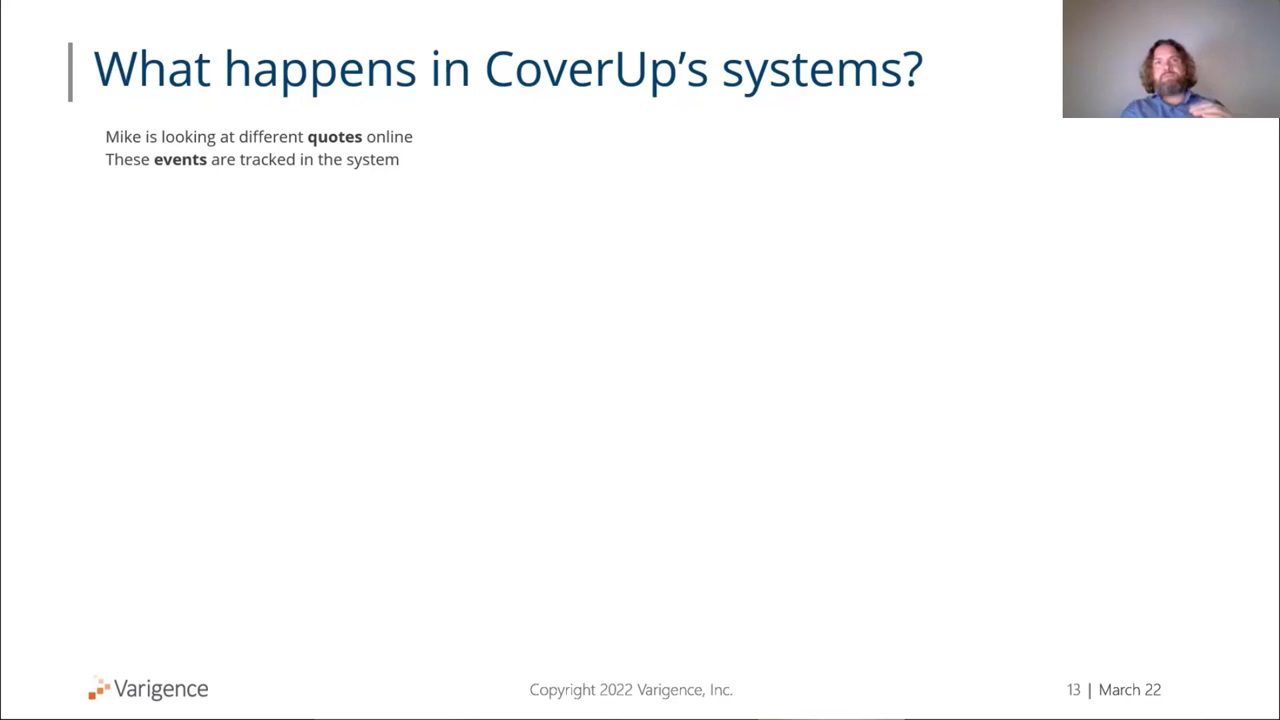 What happens in CoverUp’s systems?
Mike is looking at different quotes online
These events are tracked in the system
Varigence
Copyright 2022 Varigence, Inc.
13 | March 22